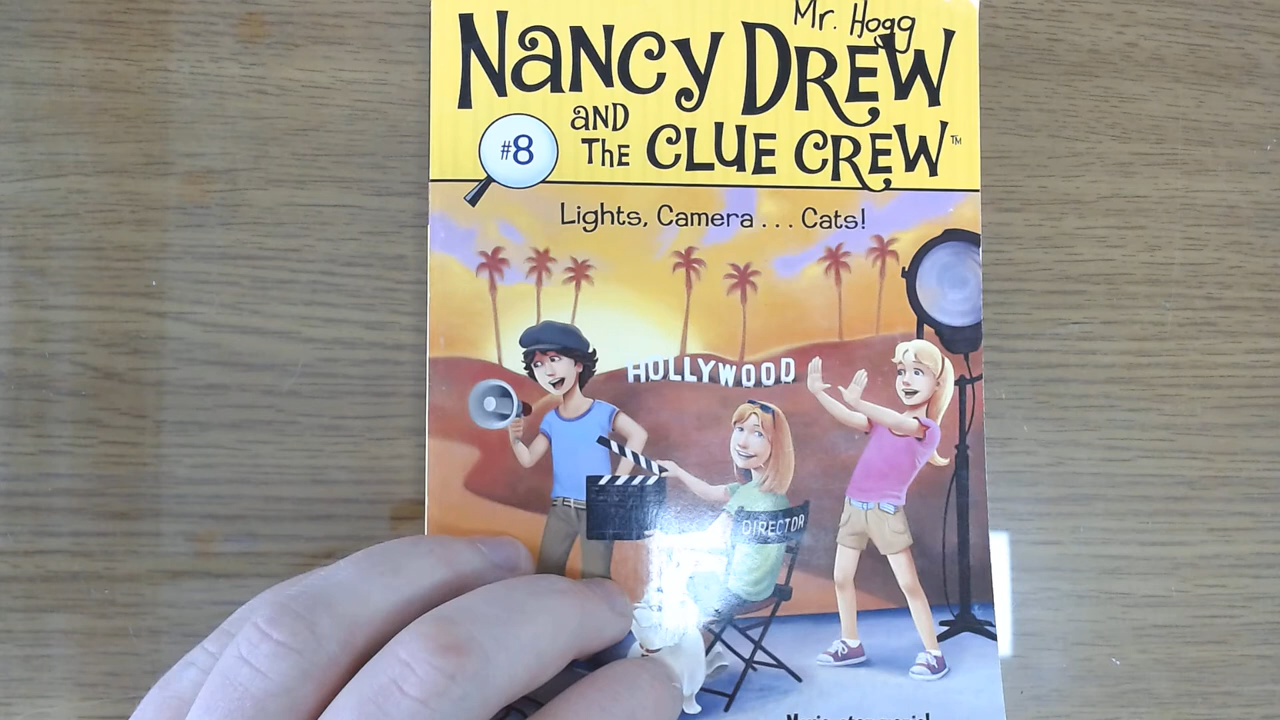 Mr. Hogg
NANCY DREW
AND
THE CLUE CREW™
#8
Lights, Camera . . . Cats!
HOLLYWOOD
DIRECTOR